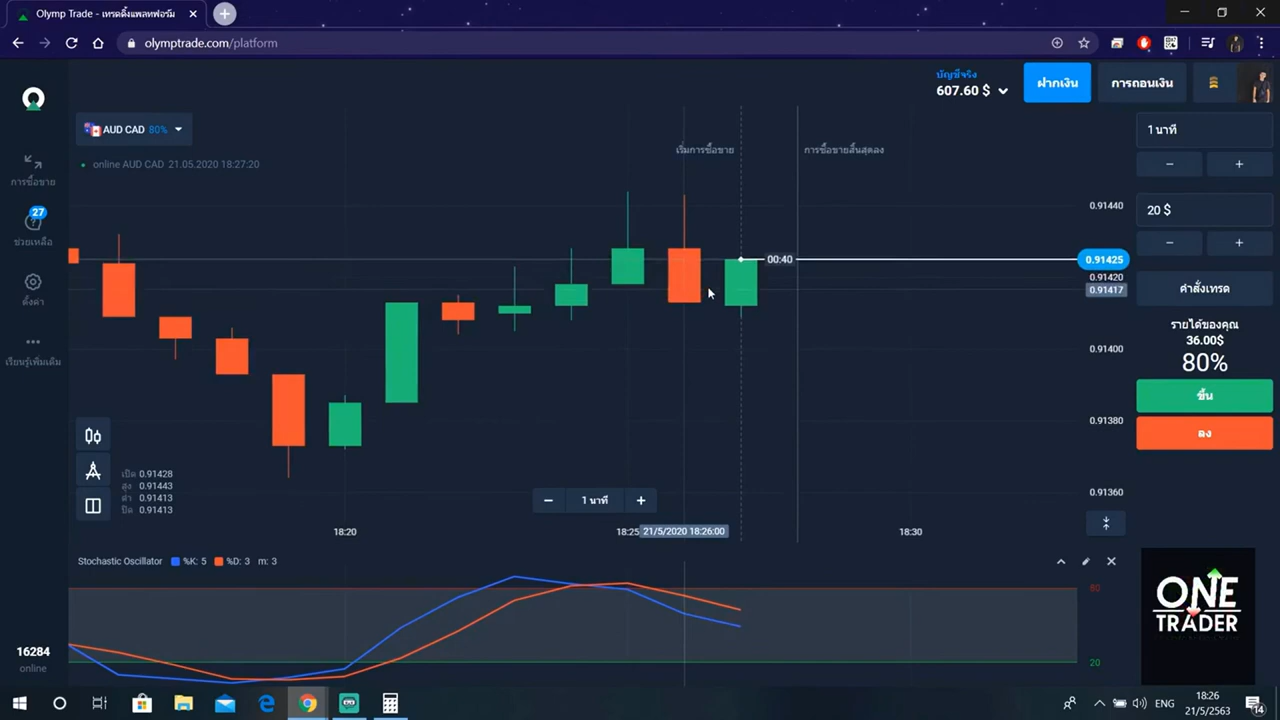 Olymp Trade - เทรดดิ้งแพลทฟอร์ม
olymptrade.com/platform
บัญชีจริง
607.60 $
ฝากเงิน
การถอนเงิน
AUD CAD 80%
online AUD CAD 21.05.2020 18:27:20
การซื้อขาย
27
ช่วยเหลือ
ตั้งค่า
เรียนรู้เพิ่มเติม
16284
online
เริ่มการซื้อขาย
การซื้อขายสิ้นสุดลง
00:40
0.91440
0.91425
0.91420
0.91417
0.91400
0.91380
0.91360
เปิด 0.91428
สูง 0.91443
ต่ำ 0.91413
ปิด 0.91413
− 1 นาที +
18:20
18:25
21/5/2020 18:26:00
18:30
Stochastic Oscillator %K: 5 %D: 3 m: 3
80
20
1 นาที
− +
20 $
− +
คำสั่งเทรด
รายได้ของคุณ
36.00$
80%
ขึ้น
ลง
ONE
TRADER
ENG
18:26
21/5/2563
14